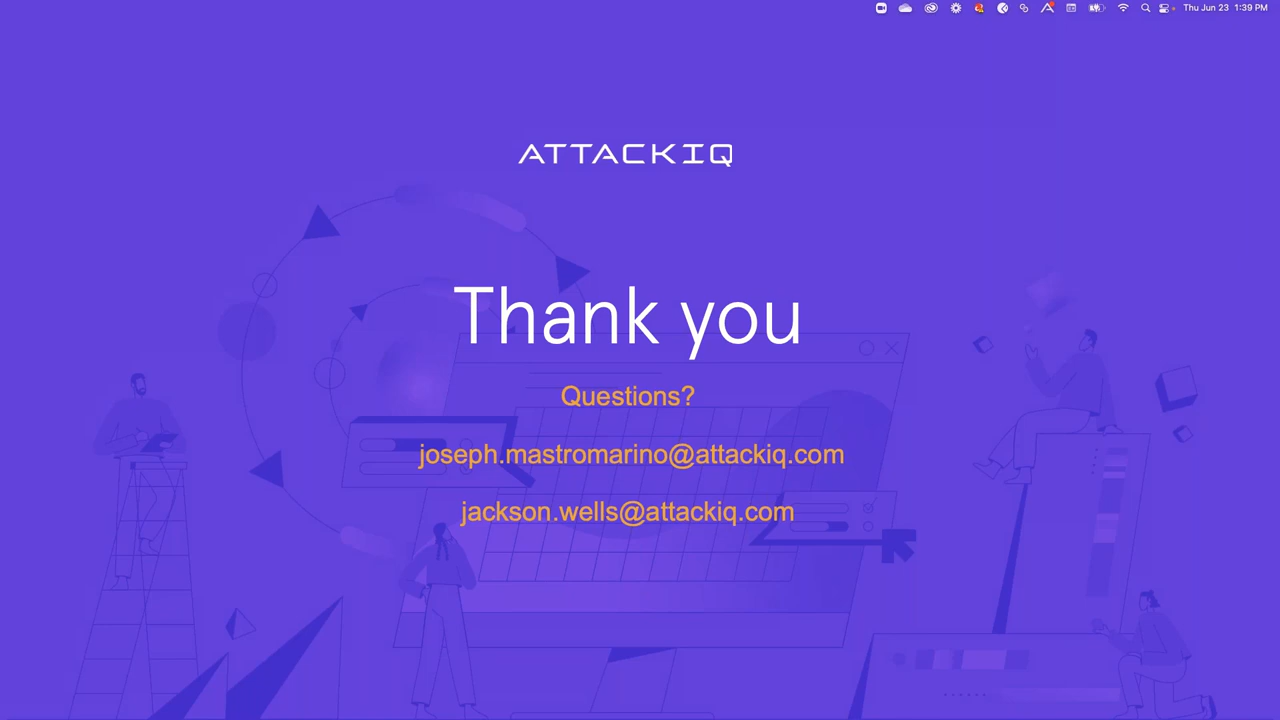 Thu Jun 23 1:39 PM
ATTACKIQ
Thank you
Questions?
joseph.mastromarino@attackiq.com
jackson.wells@attackiq.com